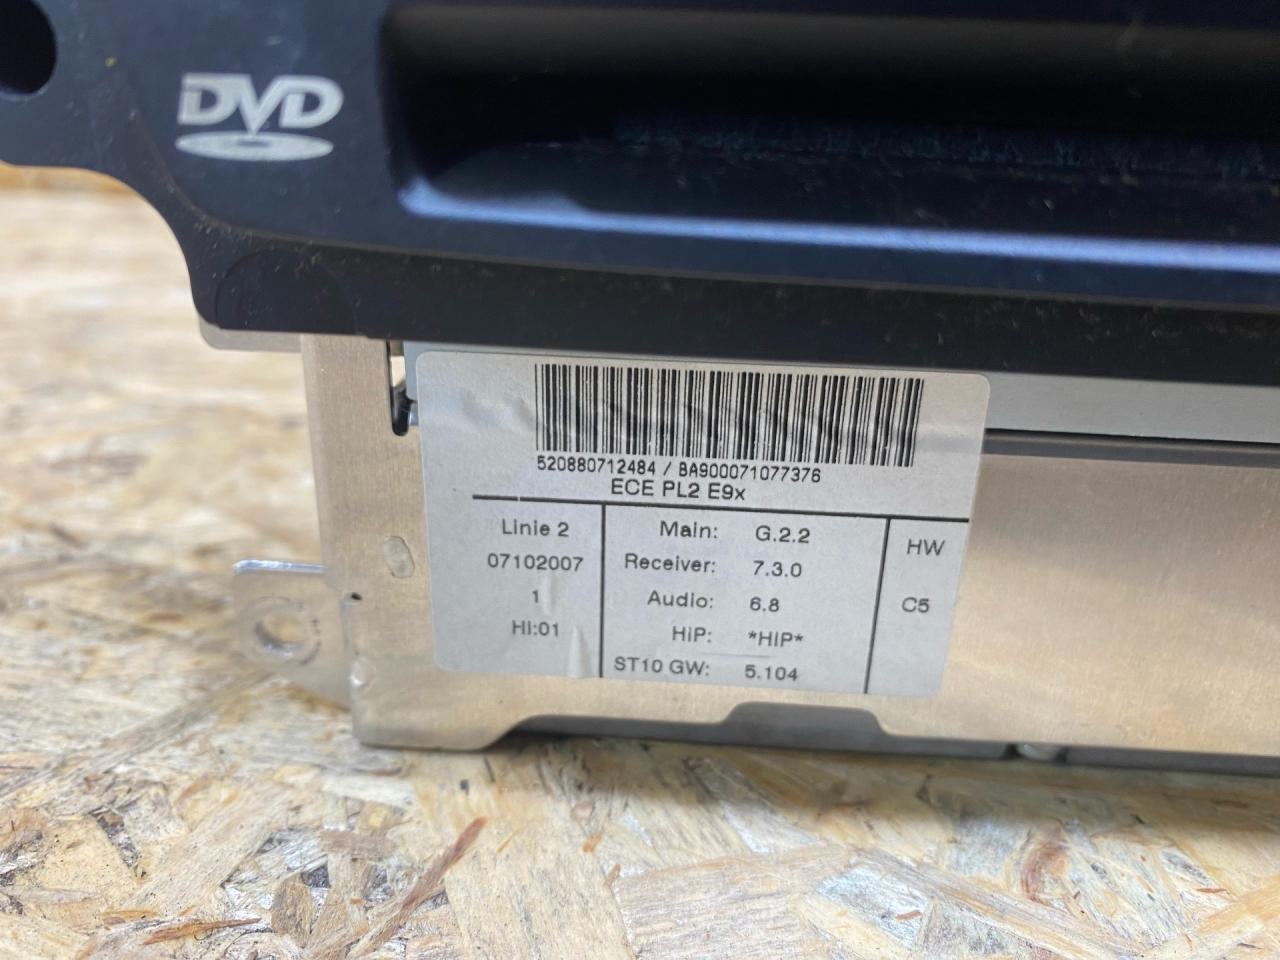 DVD
520880712484 / BA900071077376
ECE PL2 E9x
Linie 2
07102007
1
HI:01
Main: G.2.2
Receiver: 7.3.0
Audio: 6.8
HiP: *HIP*
ST10 GW: 5.104
HW
C5